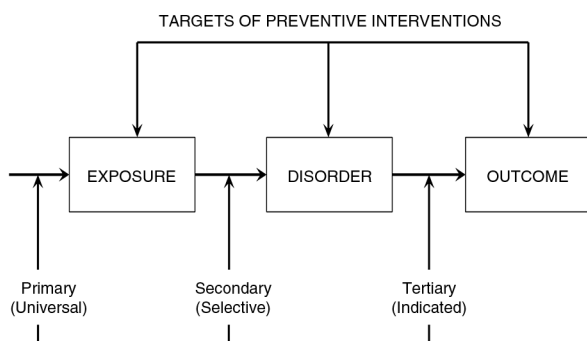 TARGETS OF PREVENTIVE INTERVENTIONS
EXPOSURE
DISORDER
OUTCOME
Primary
(Universal)
Secondary
(Selective)
Tertiary
(Indicated)